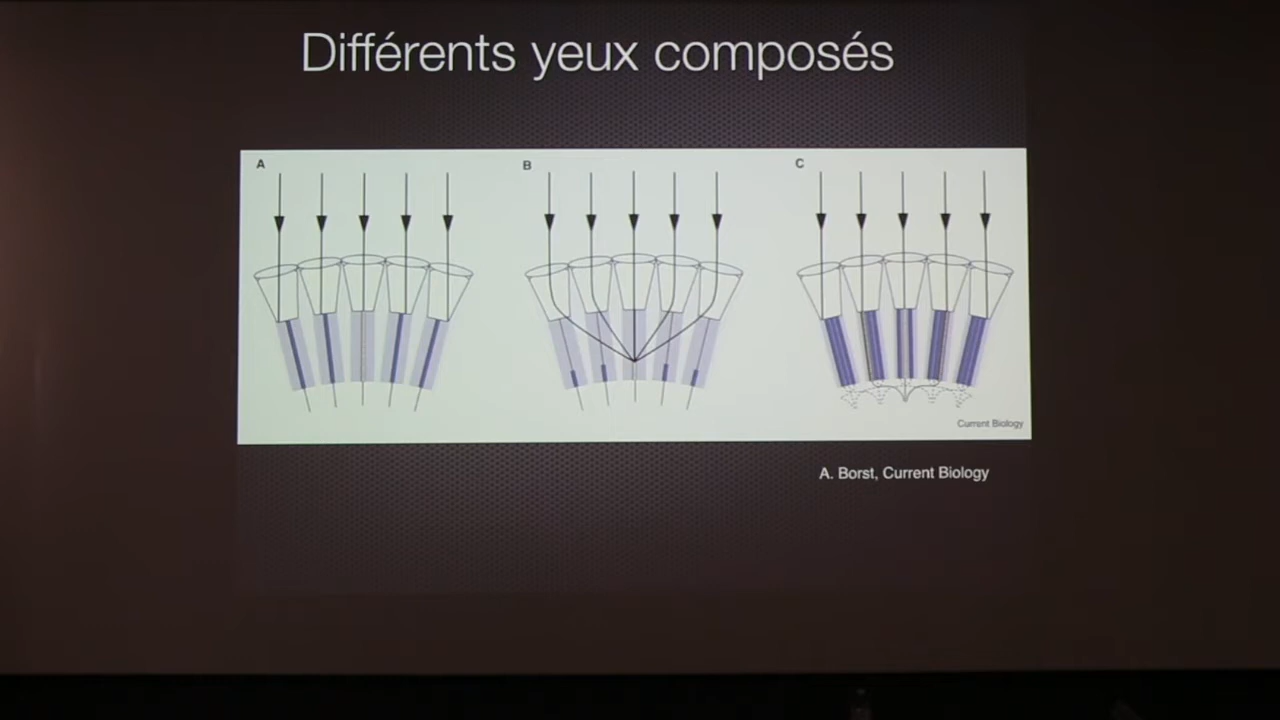 Différents yeux composés
A
B
C
Current Biology
A. Borst, Current Biology